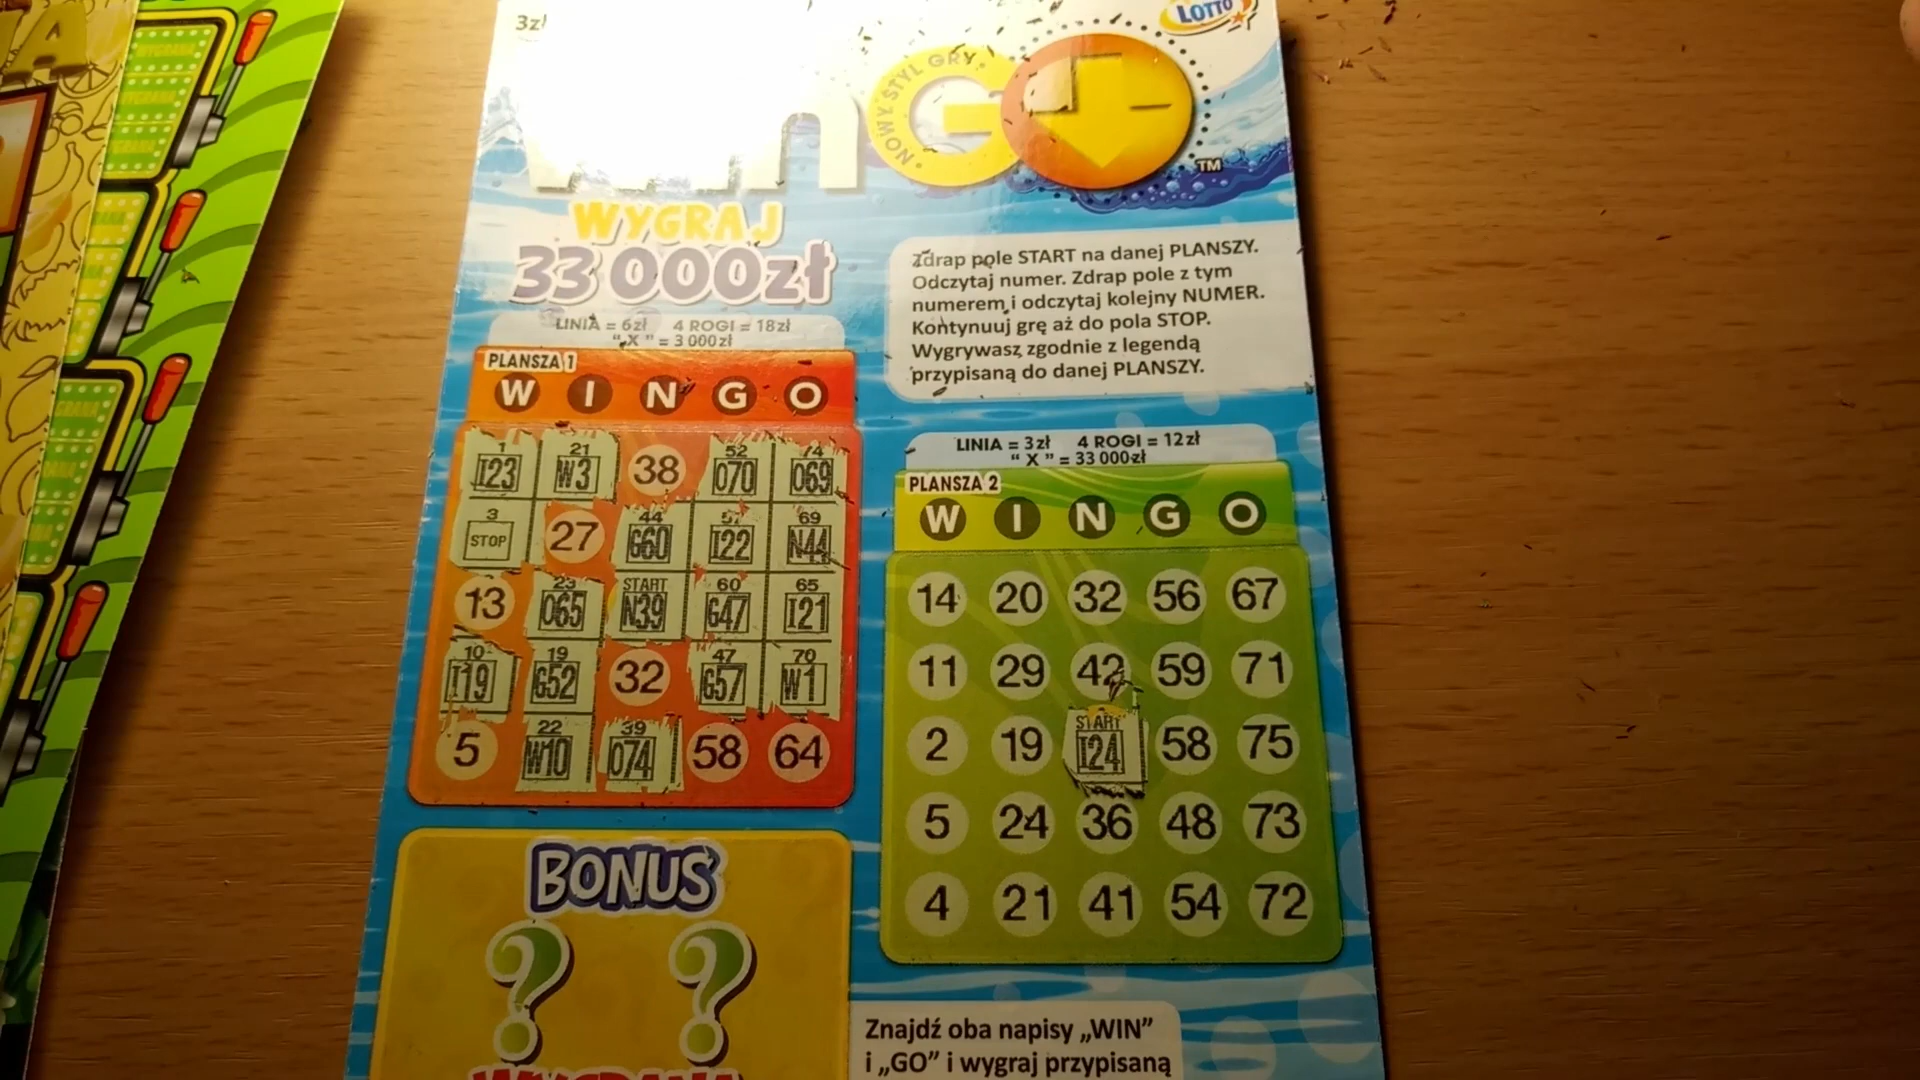 3zł
LOTTO
NOWY STYL GRY
GO
TM
WYGRAJ
33 000zł
Zdrap pole START na danej PLANSZY.
Odczytaj numer. Zdrap pole z tym
numerem i odczytaj kolejny NUMER.
Kontynuuj grę aż do pola STOP.
Wygrywasz zgodnie z legendą
przypisaną do danej PLANSZY.
LINIA = 6zł 4 ROGI = 18zł
"X" = 3 000zł
PLANSZA 1
W I N G O
1 21 38 52 74
I23 W3 O70 O69
3 27 44 57 69
STOP G60 I22 N44
13 23 START 60 65
O65 N39 G47 I21
10 19 32 47 70
I19 G52 G57 W1
5 22 39 58 64
W10 O74
LINIA = 3zł 4 ROGI = 12zł
"X" = 33 000zł
PLANSZA 2
W I N G O
14 20 32 56 67
11 29 42 59 71
2 19 START 58 75
I24
5 24 36 48 73
4 21 41 54 72
BONUS
? ?
WYGRANA
Znajdź oba napisy „WIN”
i „GO” i wygraj przypisaną
WYGRANA
WYGRANA